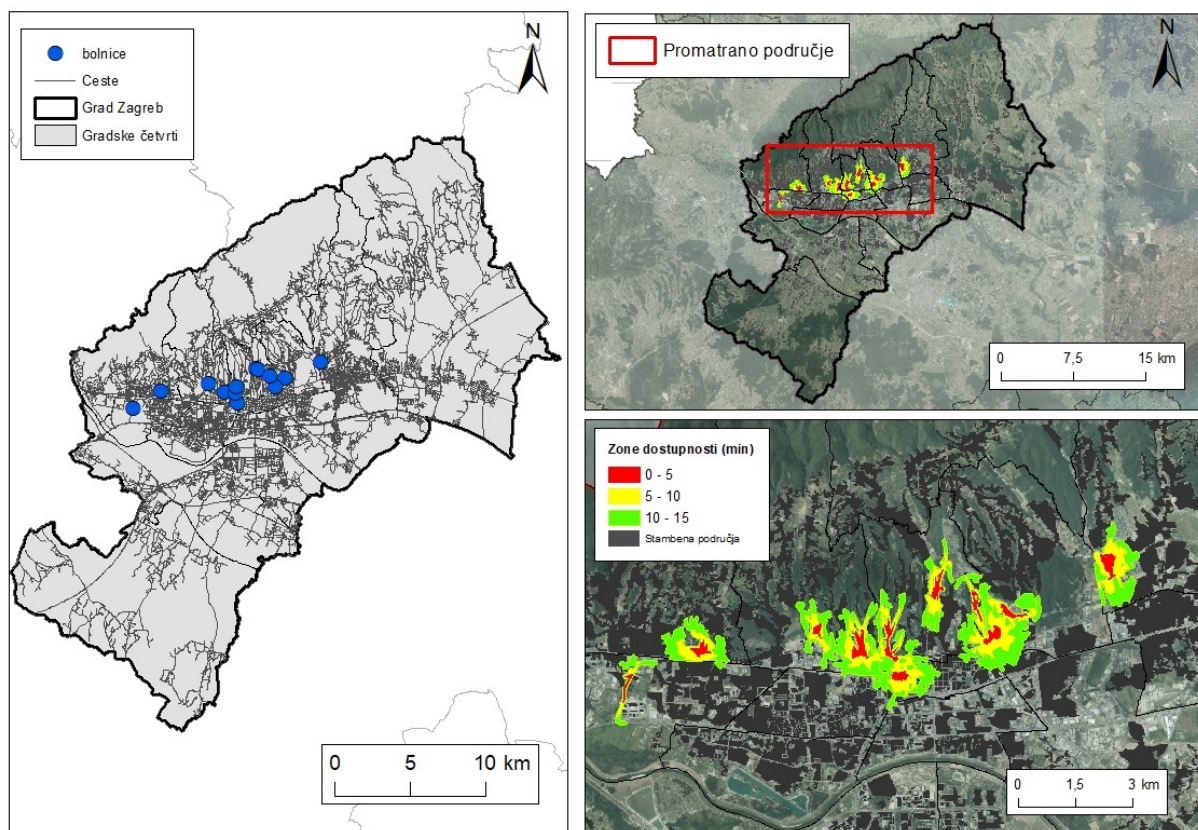 N
bolnice
Ceste
Grad Zagreb
Gradske četvrti
0 5 10 km
Promatrano područje
N
0 7,5 15 km
Zone dostupnosti (min)
0 - 5
5 - 10
10 - 15
Stambena područja
0 1,5 3 km